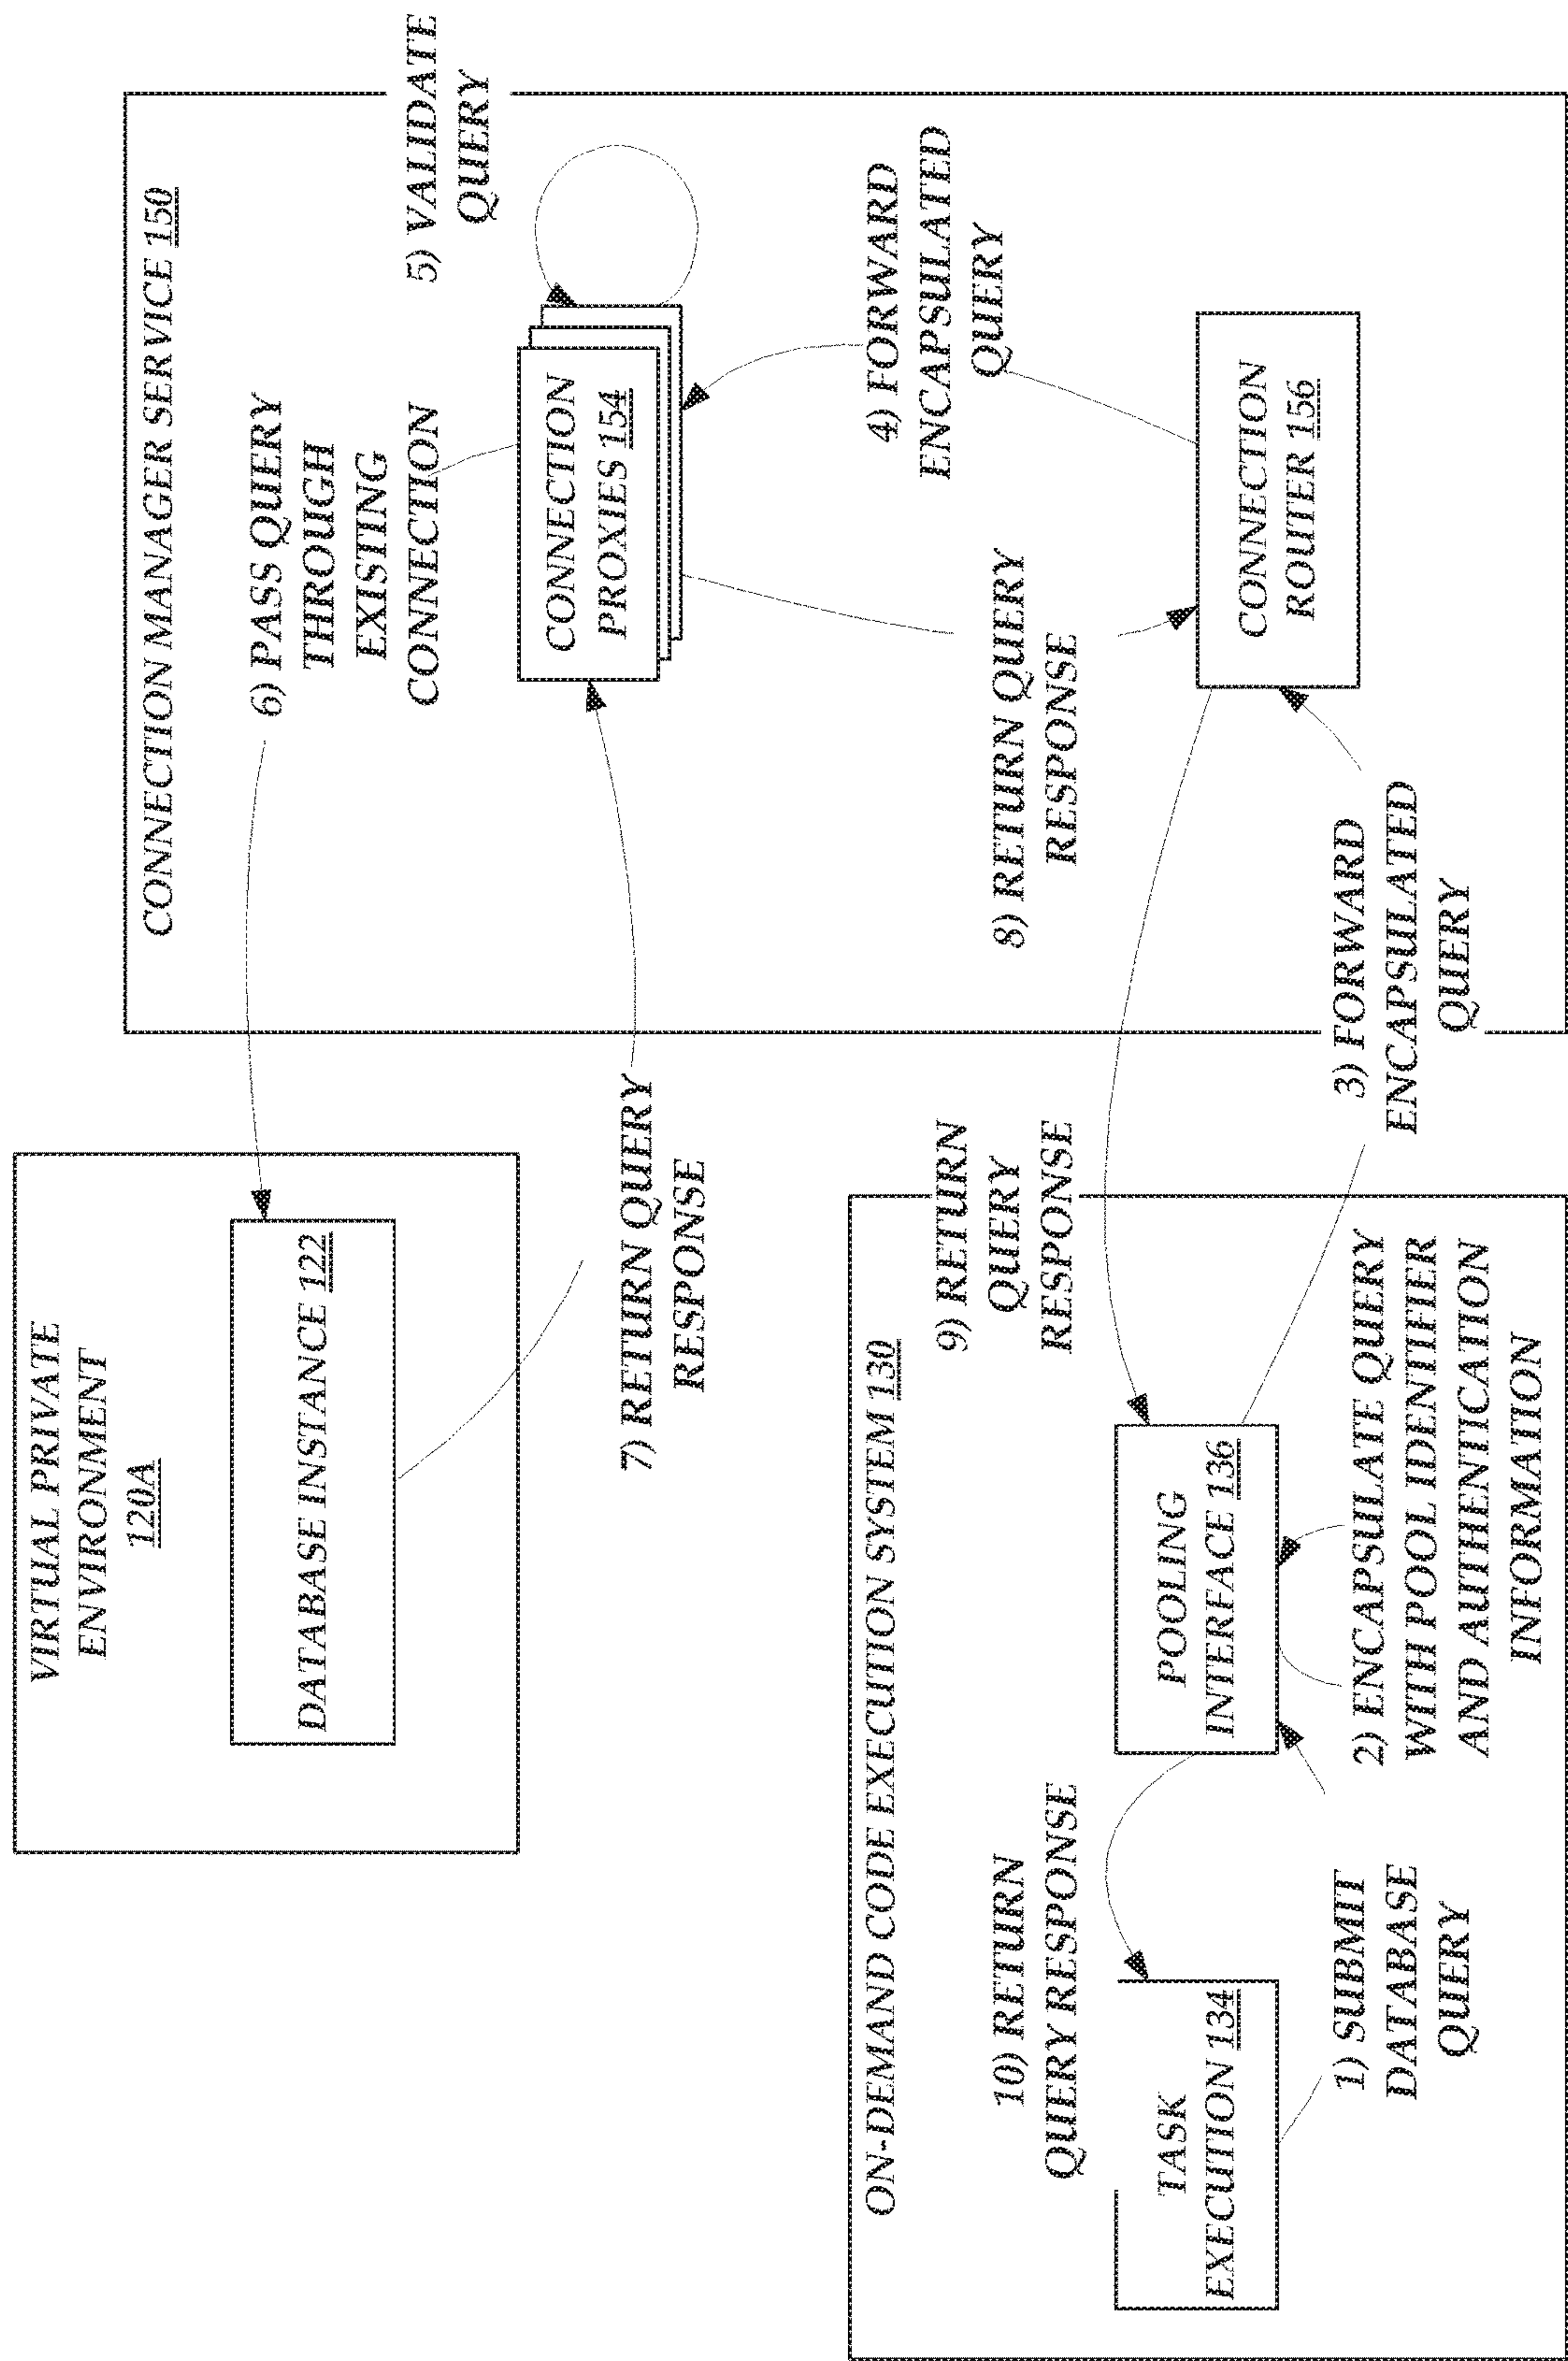 VIRTUAL PRIVATE
ENVIRONMENT
120A
DATABASE INSTANCE 122
CONNECTION MANAGER SERVICE 150
6) PASS QUERY
THROUGH
EXISTING
CONNECTION
5) VALIDATE
QUERY
CONNECTION
PROXIES 154
7) RETURN QUERY
RESPONSE
4) FORWARD
ENCAPSULATED
QUERY
8) RETURN QUERY
RESPONSE
CONNECTION
ROUTER 156
ON-DEMAND CODE EXECUTION SYSTEM 130
9) RETURN
QUERY
RESPONSE
10) RETURN
QUERY RESPONSE
TASK
EXECUTION 134
POOLING
INTERFACE 136
1) SUBMIT
DATABASE
QUERY
2) ENCAPSULATE QUERY
WITH POOL IDENTIFIER
AND AUTHENTICATION
INFORMATION
3) FORWARD
ENCAPSULATED
QUERY